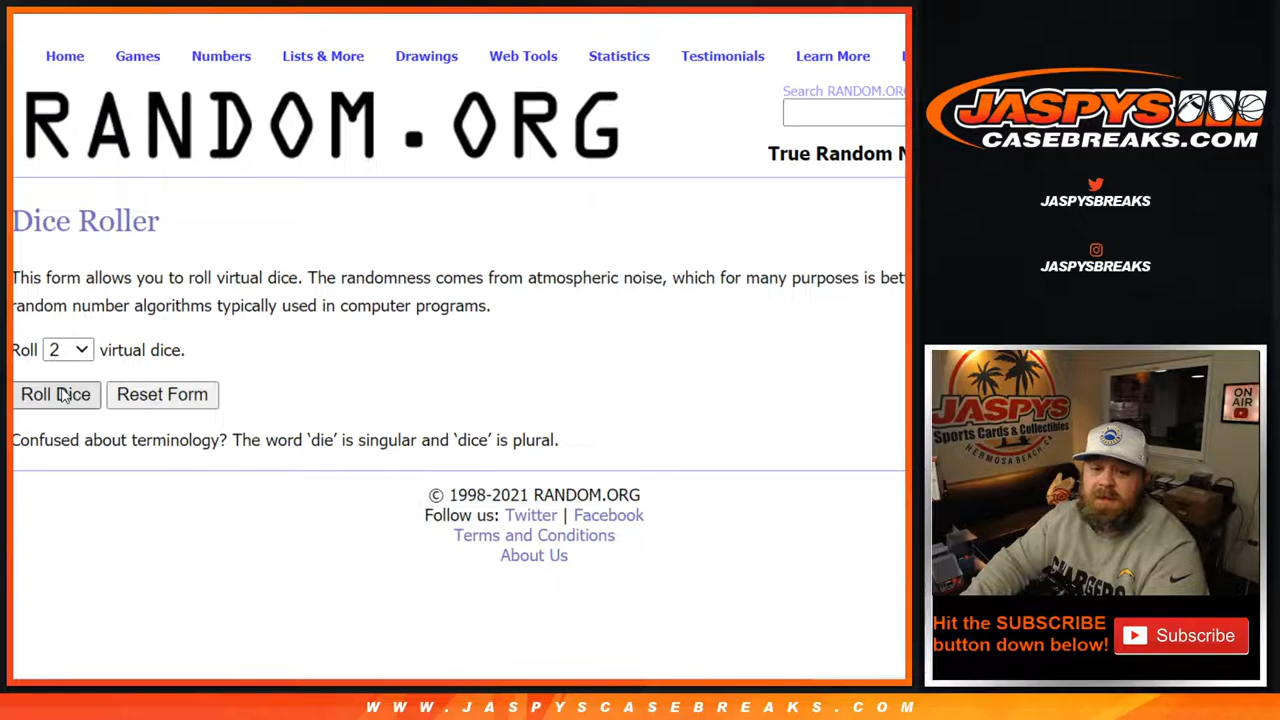 Home Games Numbers Lists & More Drawings Web Tools Statistics Testimonials Learn More
Search RANDOM.ORG
RANDOM.ORG
True Random N
Dice Roller
This form allows you to roll virtual dice. The randomness comes from atmospheric noise, which for many purposes is bet
random number algorithms typically used in computer programs.
Roll 2 virtual dice.
Roll Dice Reset Form
Confused about terminology? The word ‘die’ is singular and ‘dice’ is plural.
© 1998-2021 RANDOM.ORG
Follow us: Twitter | Facebook
Terms and Conditions
About Us
JASPYS
CASEBREAKS.COM
JASPYSBREAKS
JASPYSBREAKS
JASPYS
Sports Cards & Collectibles
HERMOSA BEACH, CA
ON
AIR
CHARGERS
Hit the SUBSCRIBE
button down below!
Subscribe
WWW.JASPYSCASEBREAKS.COM